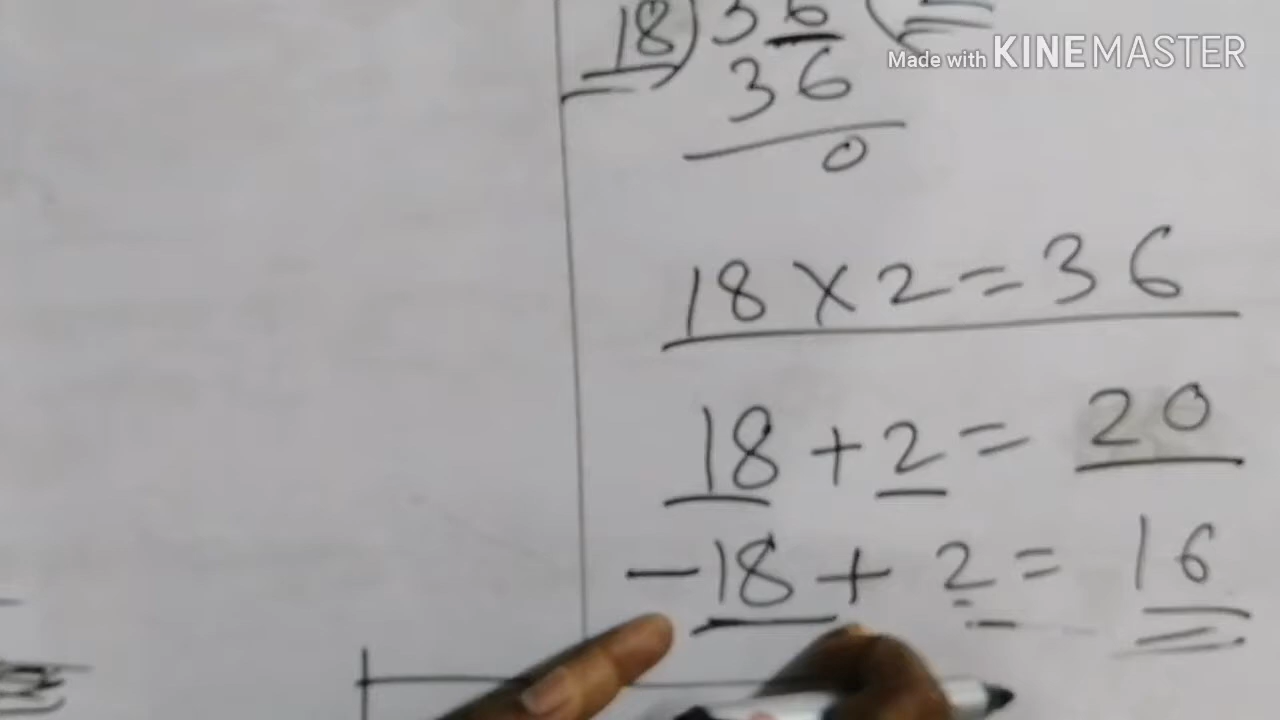 18) 36 (
Made with KINEMASTER
36
0
18 × 2 = 36
18 + 2 = 20
-18 + 2 = 16